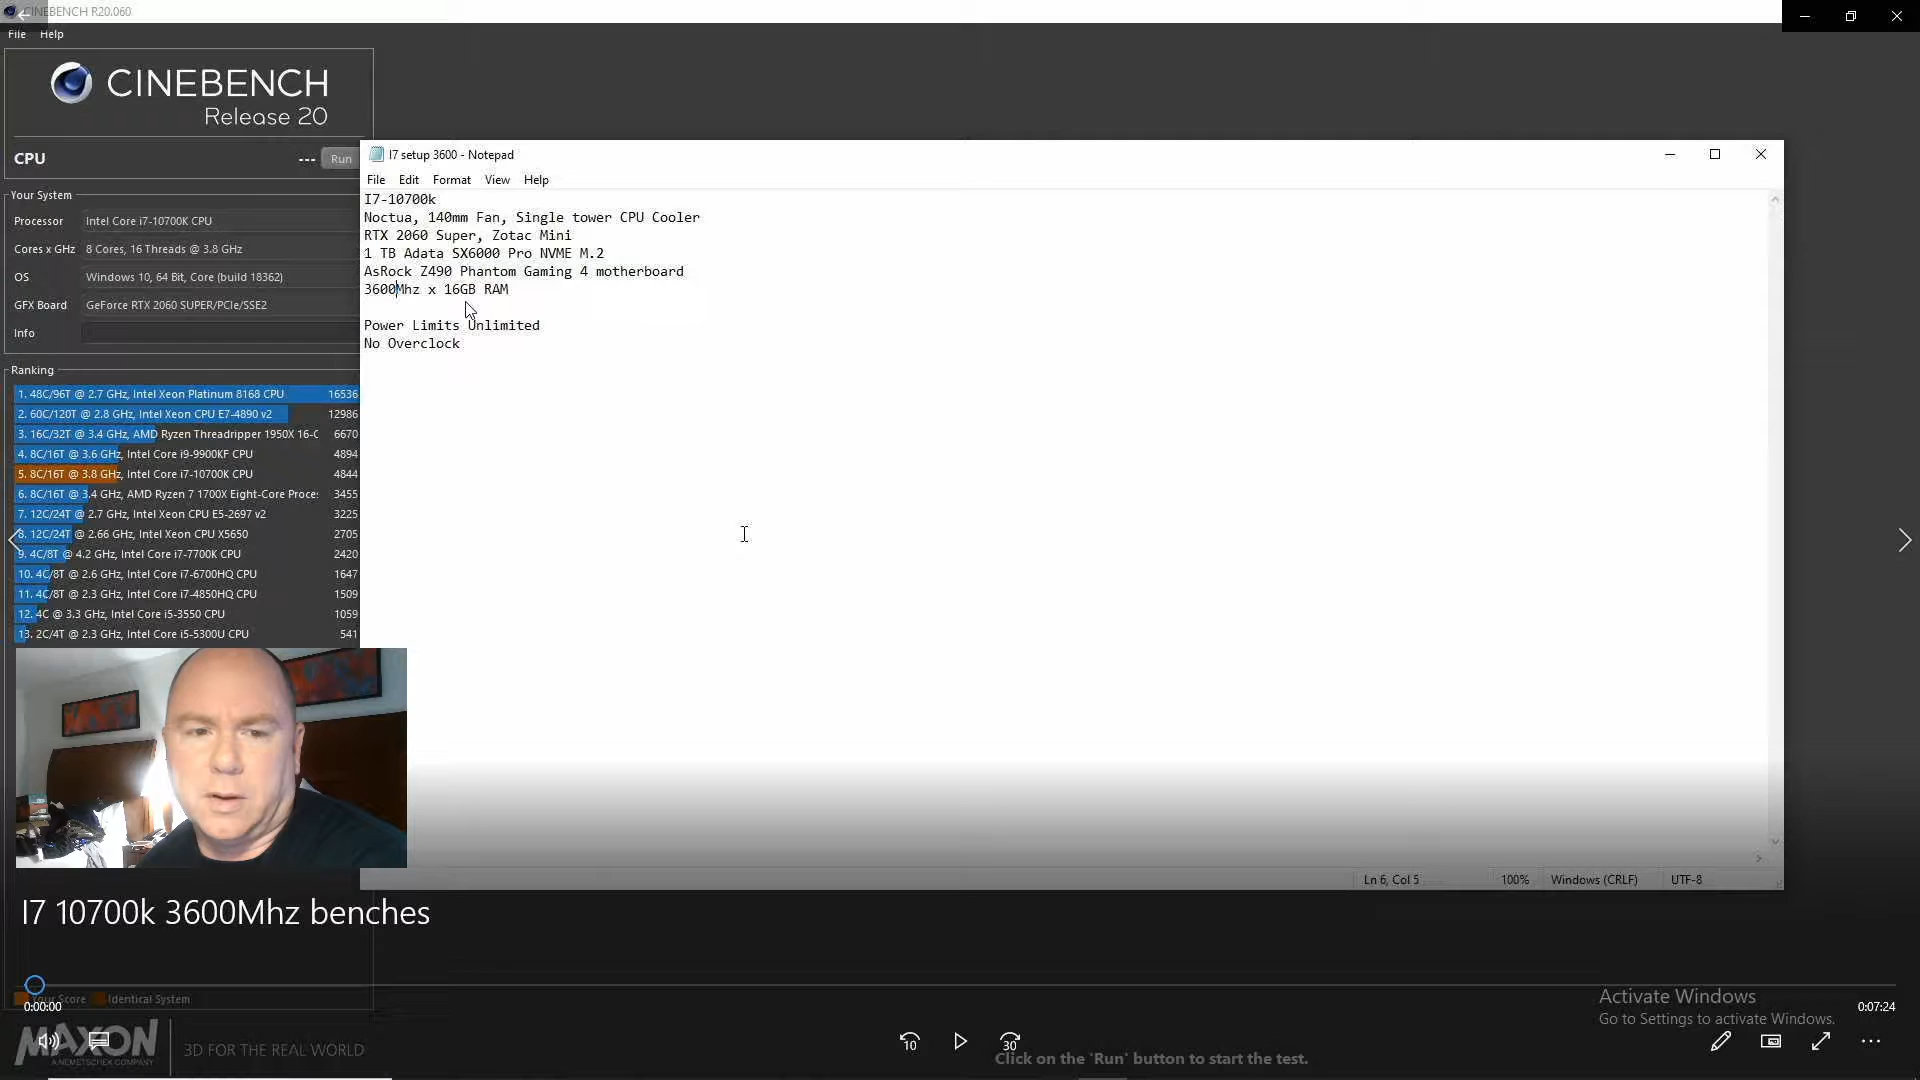 CINEBENCH R20.060
File Help
CINEBENCH
Release 20
CPU --- Run
Your System
Processor Intel Core i7-10700K CPU
Cores x GHz 8 Cores, 16 Threads @ 3.8 GHz
OS Windows 10, 64 Bit, Core (build 18362)
GFX Board GeForce RTX 2060 SUPER/PCIe/SSE2
Info
Ranking
1. 48C/96T @ 2.7 GHz, Intel Xeon Platinum 8168 CPU 16536
2. 60C/120T @ 2.8 GHz, Intel Xeon CPU E7-4890 v2 12986
3. 16C/32T @ 3.4 GHz, AMD Ryzen Threadripper 1950X 16-C 6670
4. 8C/16T @ 3.6 GHz, Intel Core i9-9900KF CPU 4894
5. 8C/16T @ 3.8 GHz, Intel Core i7-10700K CPU 4844
6. 8C/16T @ 3.4 GHz, AMD Ryzen 7 1700X Eight-Core Proce: 3455
7. 12C/24T @ 2.7 GHz, Intel Xeon CPU E5-2697 v2 3225
8. 12C/24T @ 2.66 GHz, Intel Xeon CPU X5650 2705
9. 4C/8T @ 4.2 GHz, Intel Core i7-7700K CPU 2420
10. 4C/8T @ 2.6 GHz, Intel Core i7-6700HQ CPU 1647
11. 4C/8T @ 2.3 GHz, Intel Core i7-4850HQ CPU 1509
12. 4C @ 3.3 GHz, Intel Core i5-3550 CPU 1059
13. 2C/4T @ 2.3 GHz, Intel Core i5-5300U CPU 541
I7 setup 3600 - Notepad
File Edit Format View Help
I7-10700k
Noctua, 140mm Fan, Single tower CPU Cooler
RTX 2060 Super, Zotac Mini
1 TB Adata SX6000 Pro NVME M.2
AsRock Z490 Phantom Gaming 4 motherboard
3600Mhz x 16GB RAM
Power Limits Unlimited
No Overclock
Ln 6, Col 5 100% Windows (CRLF) UTF-8
I7 10700k 3600Mhz benches
Your Score Identical System
0:00:00
0:07:24
Activate Windows
Go to Settings to activate Windows.
MAXON
A NEMETSCHEK COMPANY
3D FOR THE REAL WORLD
10
30
Click on the 'Run' button to start the test.